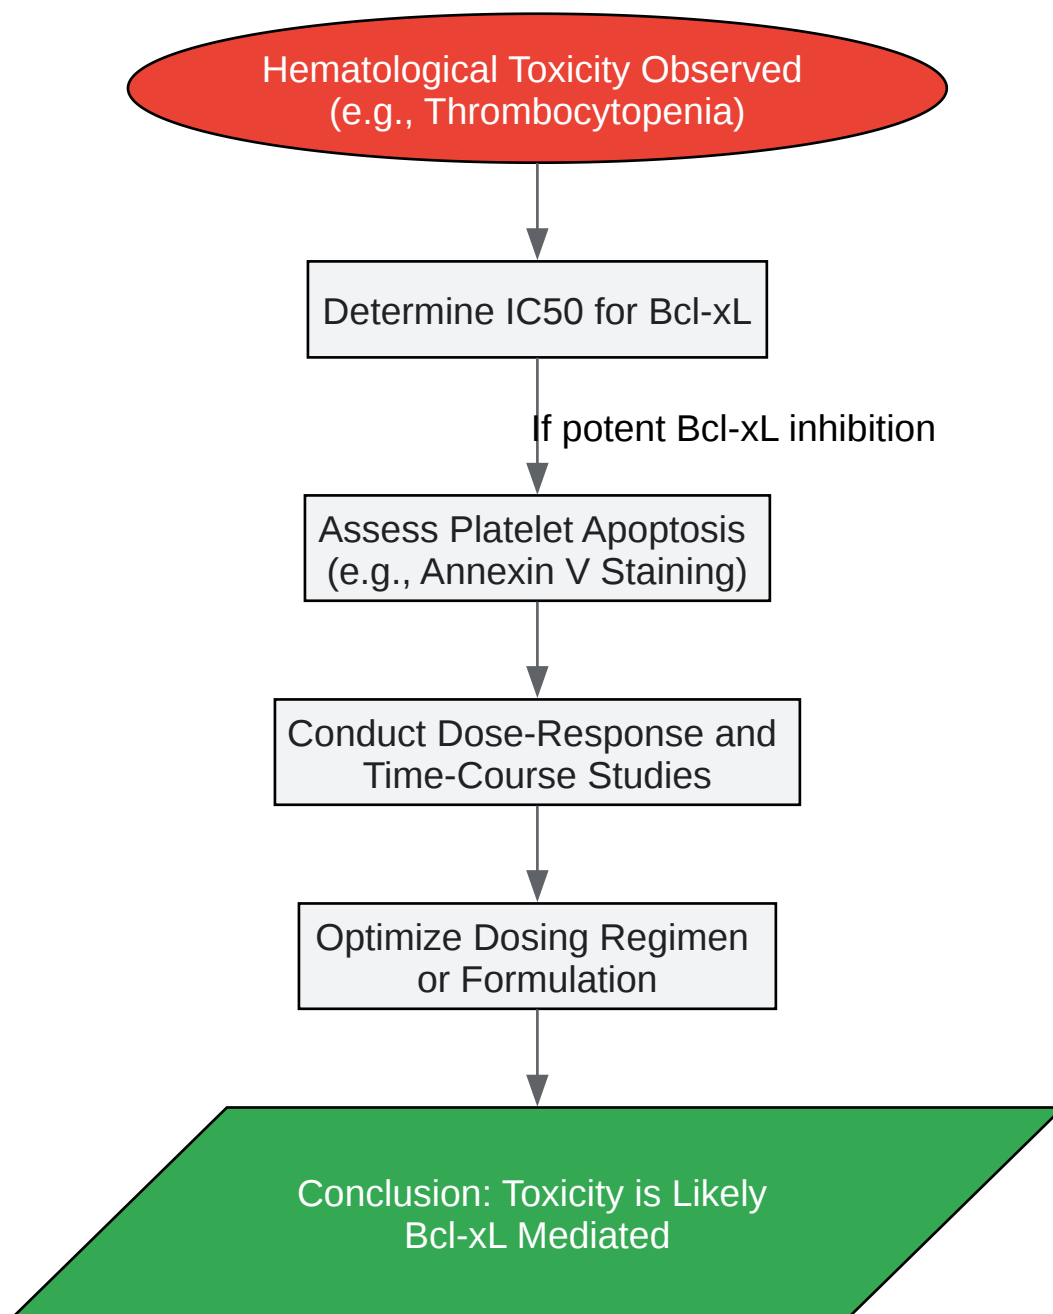 Hematological Toxicity Observed
(e.g., Thrombocytopenia)
Determine IC50 for Bcl-xL
If potent Bcl-xL inhibition
Assess Platelet Apoptosis
(e.g., Annexin V Staining)
Conduct Dose-Response and
Time-Course Studies
Optimize Dosing Regimen
or Formulation
Conclusion: Toxicity is Likely
Bcl-xL Mediated